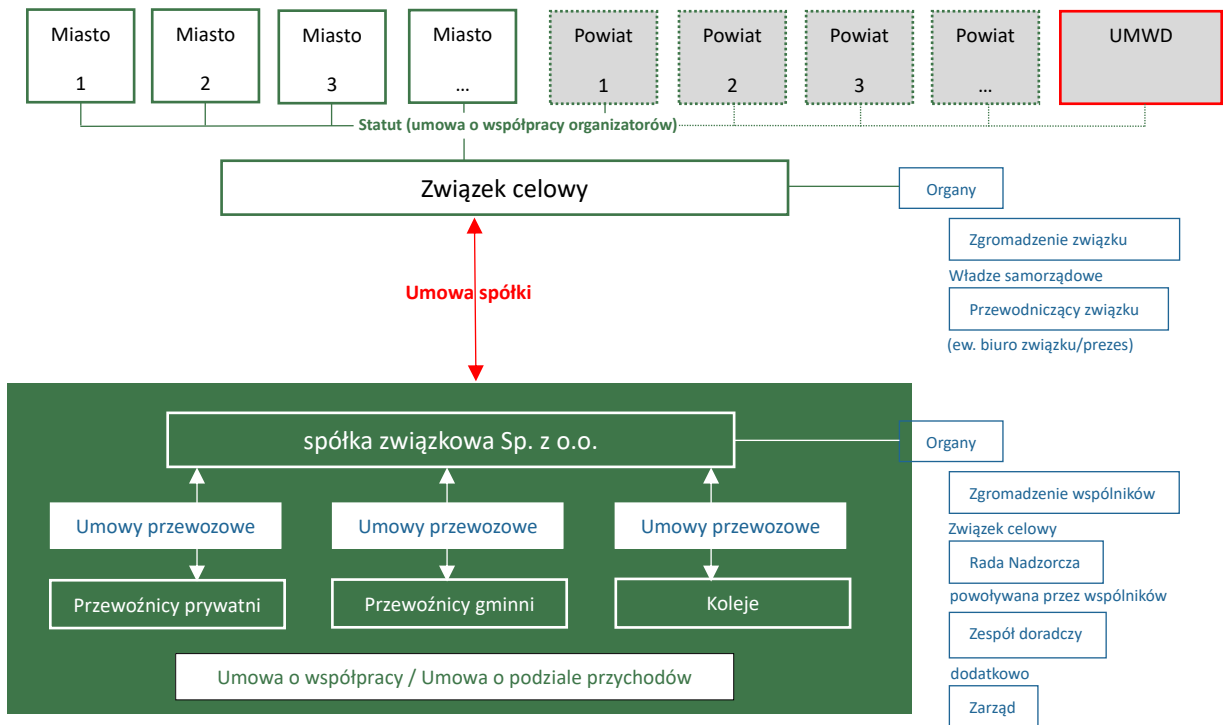 Miasto
1
Miasto
2
Miasto
3
Miasto
...
Powiat
1
Powiat
2
Powiat
3
Powiat
...
UMWD
Statut (umowa o współpracy organizatorów)
Związek celowy
Organy
Zgromadzenie związku
Władze samorządowe
Przewodniczący związku
(ew. biuro związku/prezes)
Umowa spółki
spółka związkowa Sp. z o.o.
Organy
Umowy przewozowe
Umowy przewozowe
Umowy przewozowe
Przewoźnicy prywatni
Przewoźnicy gminni
Koleje
Umowa o współpracy / Umowa o podziale przychodów
Zgromadzenie wspólników
Związek celowy
Rada Nadzorcza
powoływana przez wspólników
Zespół doradczy
dodatkowo
Zarząd